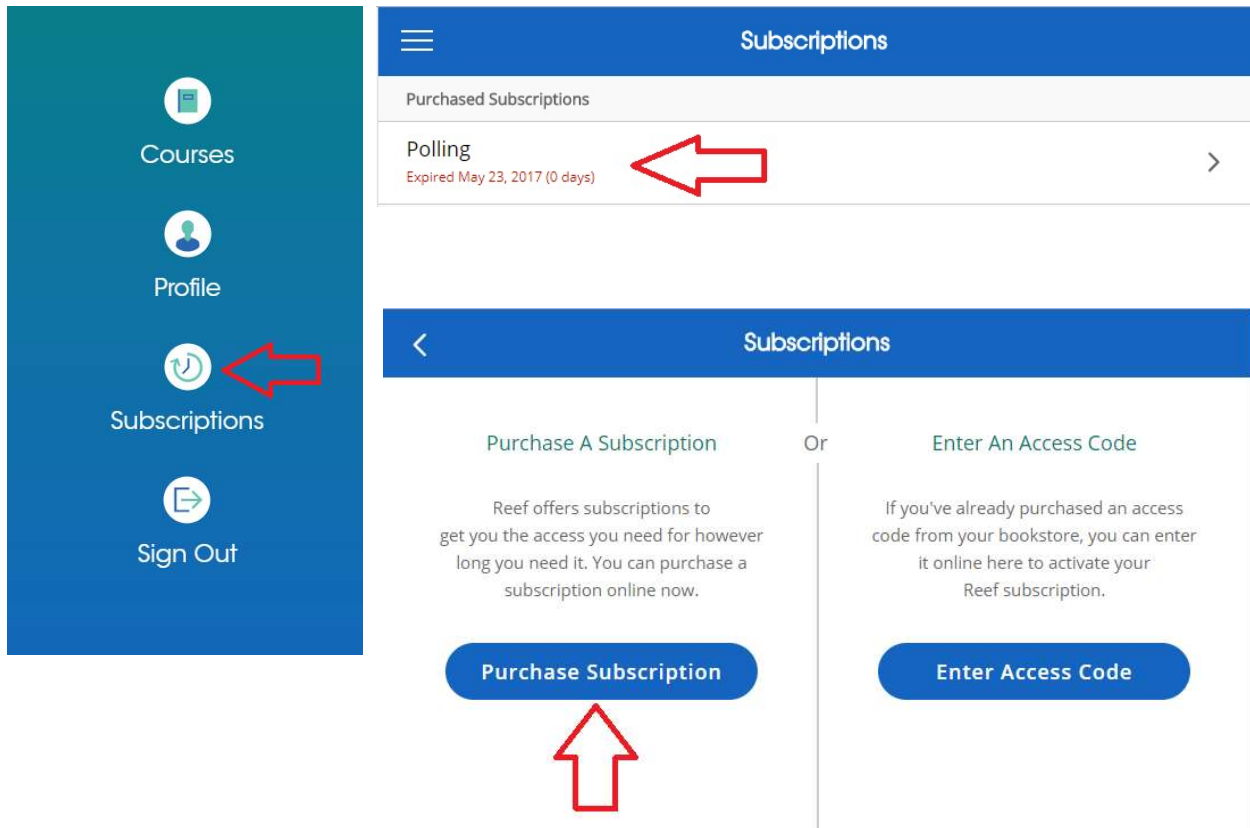 Courses
Profile
Subscriptions
Sign Out
Subscriptions
Purchased Subscriptions
Polling
Expired May 23, 2017 (0 days)
Subscriptions
Purchase A Subscription
Reef offers subscriptions to
get you the access you need for however
long you need it. You can purchase a
subscription online now.
Purchase Subscription
Or
Enter An Access Code
If you've already purchased an access
code from your bookstore, you can enter
it online here to activate your
Reef subscription.
Enter Access Code